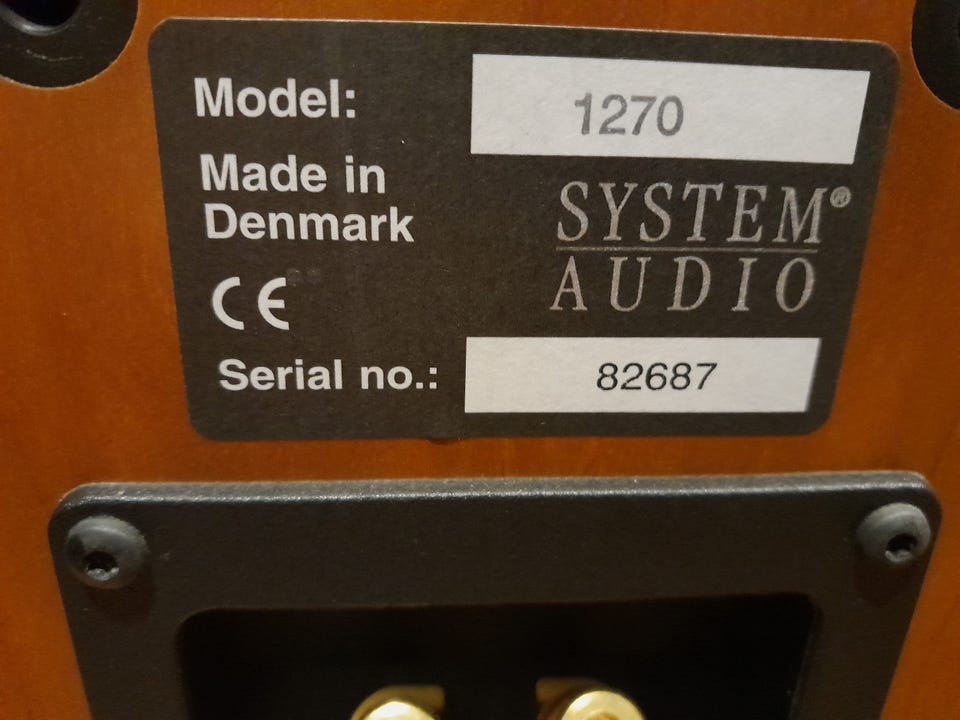 Model: 1270
Made in
Denmark
SYSTEM®
AUDIO
CE
Serial no.: 82687